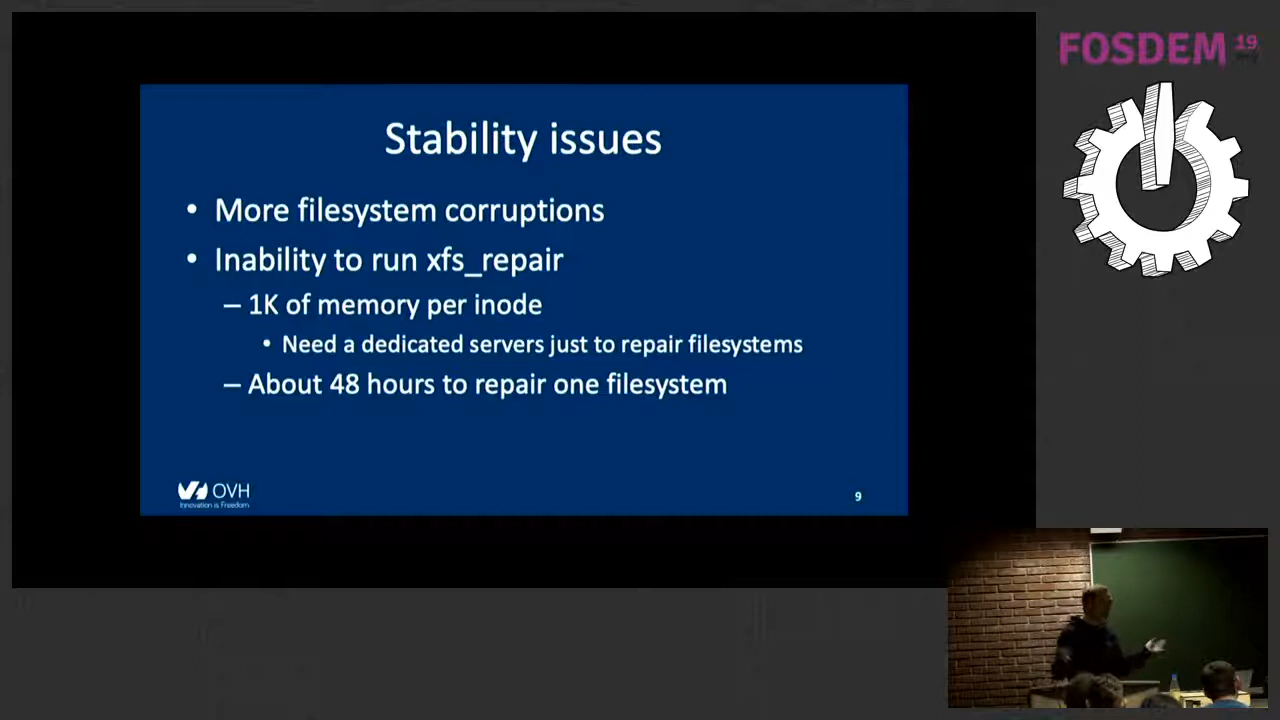 FOSDEM 19
Stability issues
• More filesystem corruptions
• Inability to run xfs_repair
– 1K of memory per inode
• Need a dedicated servers just to repair filesystems
– About 48 hours to repair one filesystem
OVH
Innovation is Freedom
9